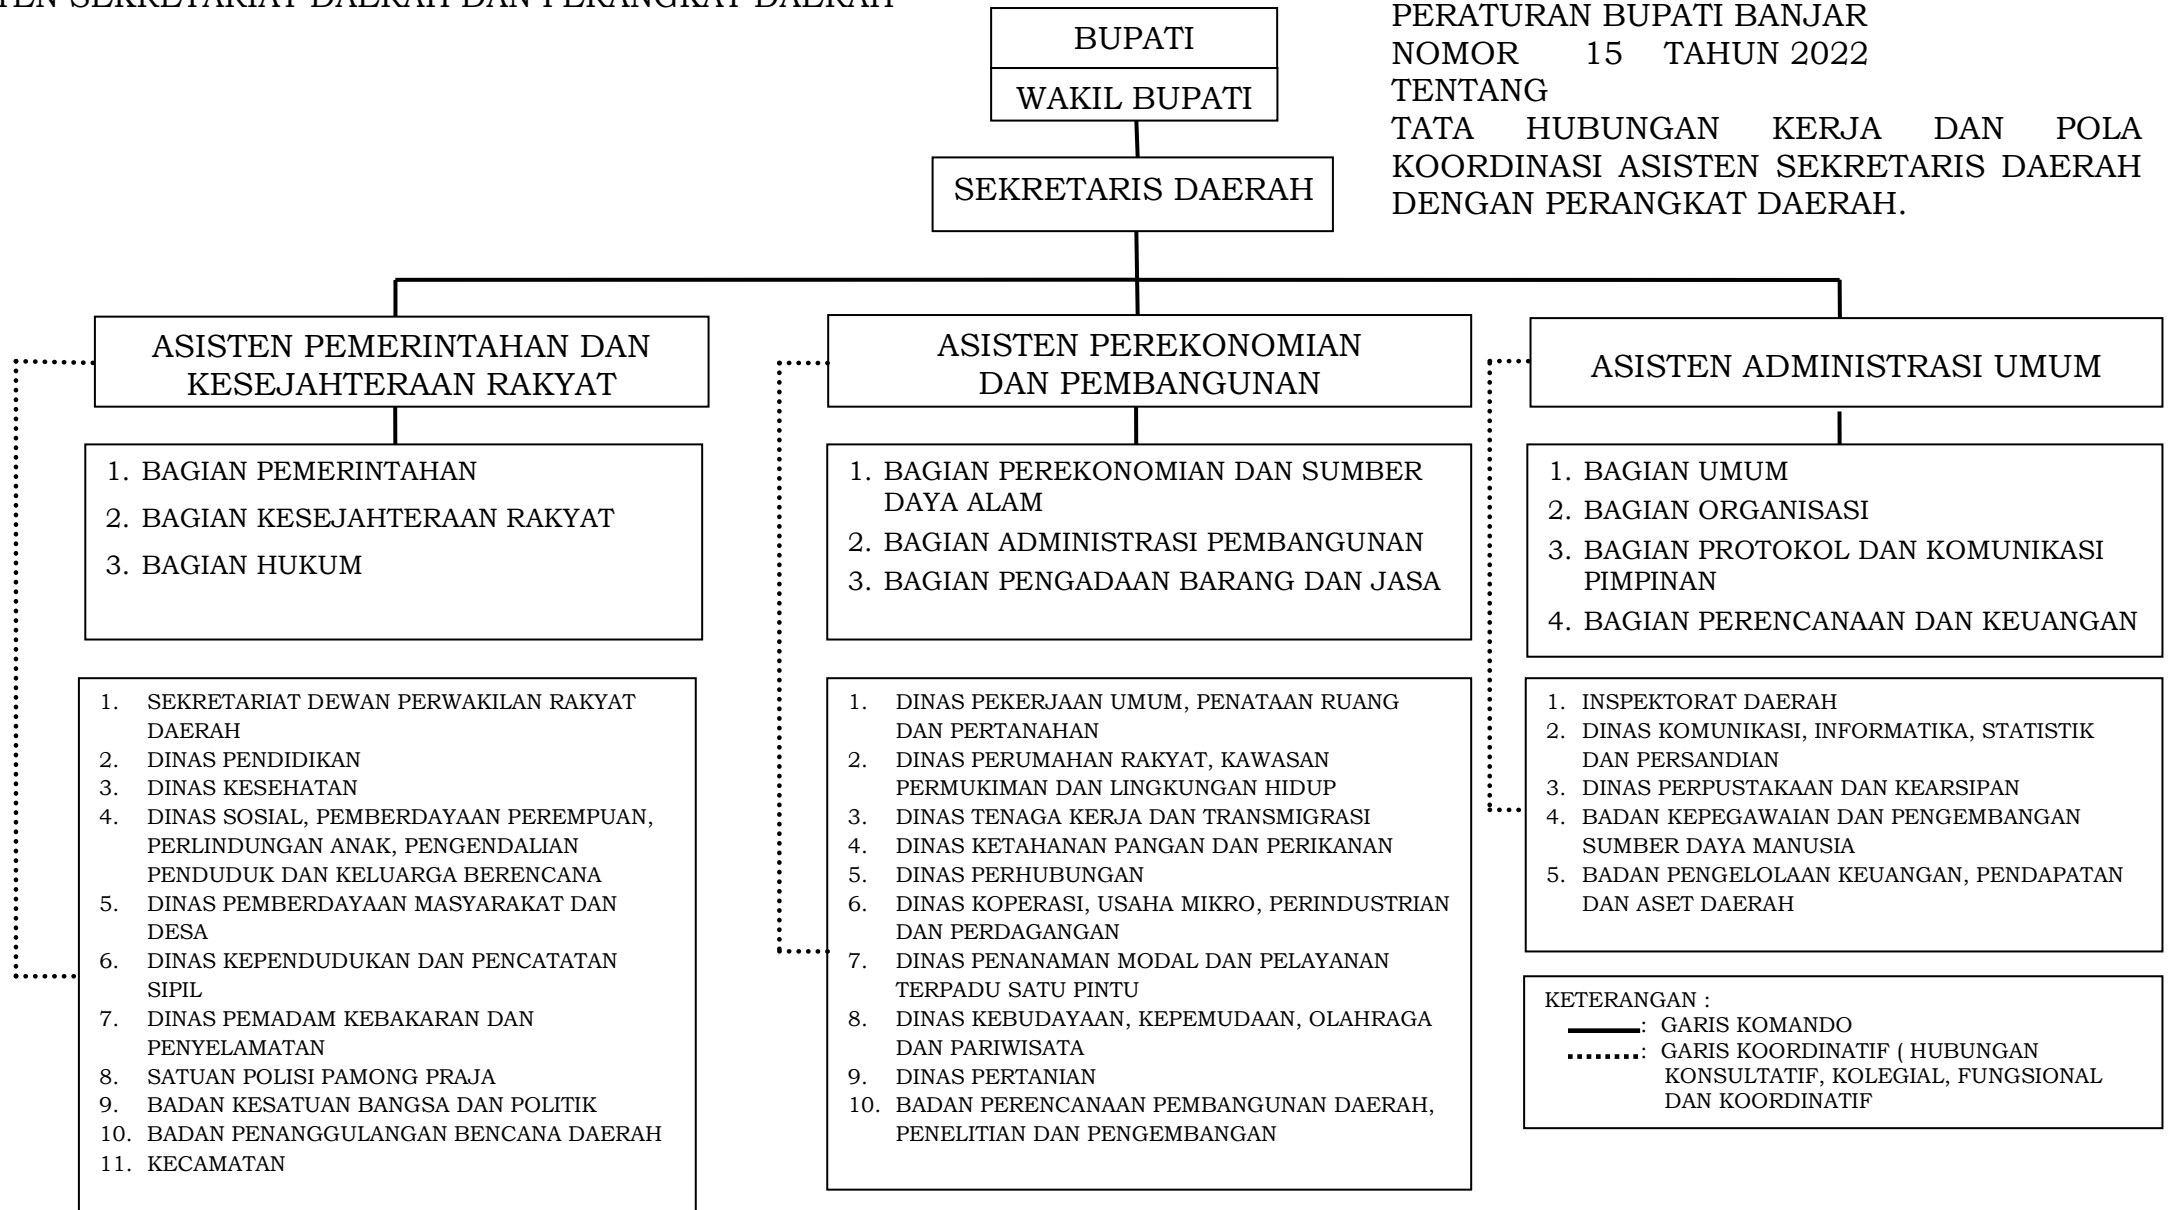 SEKRETARIAT DAERAH DAN PERANGKAT DAERAH
PERATURAN BUPATI BANJAR
NOMOR 15 TAHUN 2022
TENTANG
TATA HUBUNGAN KERJA DAN POLA
KOORDINASI ASISTEN SEKRETARIS DAERAH
DENGAN PERANGKAT DAERAH.
BUPATI
WAKIL BUPATI
SEKRETARIS DAERAH
ASISTEN PEMERINTAHAN DAN
KESEJAHTERAAN RAKYAT
ASISTEN PEREKONOMIAN
DAN PEMBANGUNAN
ASISTEN ADMINISTRASI UMUM
1. BAGIAN PEMERINTAHAN
2. BAGIAN KESEJAHTERAAN RAKYAT
3. BAGIAN HUKUM
1. BAGIAN PEREKONOMIAN DAN SUMBER
DAYA ALAM
2. BAGIAN ADMINISTRASI PEMBANGUNAN
3. BAGIAN PENGADAAN BARANG DAN JASA
1. BAGIAN UMUM
2. BAGIAN ORGANISASI
3. BAGIAN PROTOKOL DAN KOMUNIKASI
PIMPINAN
4. BAGIAN PERENCANAAN DAN KEUANGAN
1. SEKRETARIAT DEWAN PERWAKILAN RAKYAT
DAERAH
2. DINAS PENDIDIKAN
3. DINAS KESEHATAN
4. DINAS SOSIAL, PEMBERDAYAAN PEREMPUAN,
PERLINDUNGAN ANAK, PENGENDALIAN
PENDUDUK DAN KELUARGA BERENCANA
5. DINAS PEMBERDAYAAN MASYARAKAT DAN
DESA
6. DINAS KEPENDUDUKAN DAN PENCATATAN
SIPIL
7. DINAS PEMADAM KEBAKARAN DAN
PENYELAMATAN
8. SATUAN POLISI PAMONG PRAJA
9. BADAN KESATUAN BANGSA DAN POLITIK
10. BADAN PENANGGULANGAN BENCANA DAERAH
11. KECAMATAN
1. DINAS PEKERJAAN UMUM, PENATAAN RUANG
DAN PERTANAHAN
2. DINAS PERUMAHAN RAKYAT, KAWASAN
PERMUKIMAN DAN LINGKUNGAN HIDUP
3. DINAS TENAGA KERJA DAN TRANSMIGRASI
4. DINAS KETAHANAN PANGAN DAN PERIKANAN
5. DINAS PERHUBUNGAN
6. DINAS KOPERASI, USAHA MIKRO, PERINDUSTRIAN
DAN PERDAGANGAN
7. DINAS PENANAMAN MODAL DAN PELAYANAN
TERPADU SATU PINTU
8. DINAS KEBUDAYAAN, KEPEMUDAAN, OLAHRAGA
DAN PARIWISATA
9. DINAS PERTANIAN
10. BADAN PERENCANAAN PEMBANGUNAN DAERAH,
PENELITIAN DAN PENGEMBANGAN
1. INSPEKTORAT DAERAH
2. DINAS KOMUNIKASI, INFORMATIKA, STATISTIK
DAN PERSANDIAN
3. DINAS PERPUSTAKAAN DAN KEARSIPAN
4. BADAN KEPEGAWAIAN DAN PENGEMBANGAN
SUMBER DAYA MANUSIA
5. BADAN PENGELOLAAN KEUANGAN, PENDAPATAN
DAN ASET DAERAH
KETERANGAN :
: GARIS KOMANDO
: GARIS KOORDINATIF ( HUBUNGAN
KONSULTATIF, KOLEGIAL, FUNGSIONAL
DAN KOORDINATIF